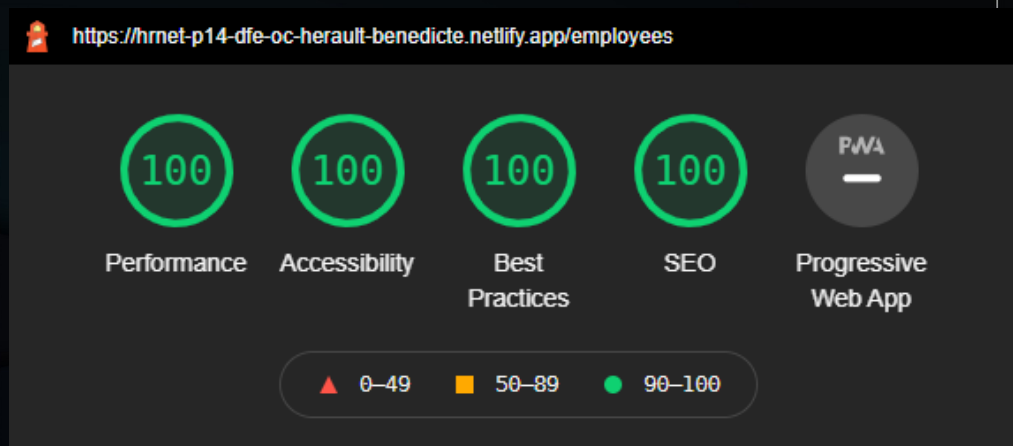 https://hrnet-p14-dfe-oc-herault-benedicte.netlify.app/employees
100 100 100 100 PWA
Performance Accessibility Best Practices SEO Progressive Web App
0–49 50–89 90–100